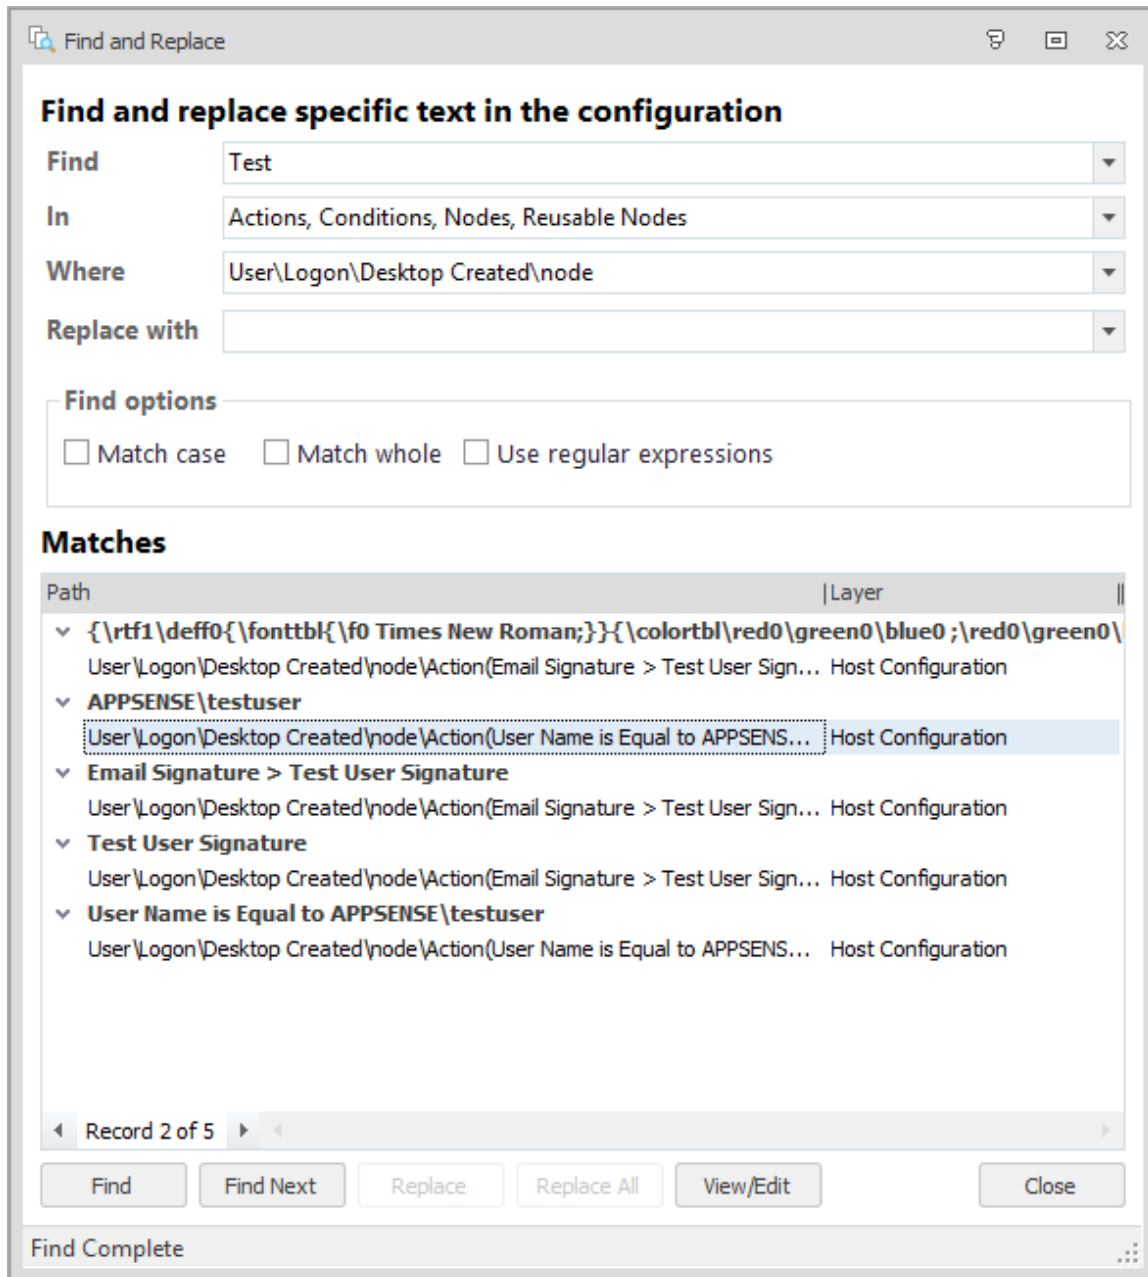 Find and Replace
Find and replace specific text in the configuration
Find Test
In Actions, Conditions, Nodes, Reusable Nodes
Where User\Logon\Desktop Created\node
Replace with
Find options
Match case Match whole Use regular expressions
Matches
Path Layer
{\rtf1\deff0{\fonttbl{\f0 Times New Roman;}}{\colortbl\red0\green0\blue0 ;\red0\green0\
User\Logon\Desktop Created\node\Action(Email Signature > Test User Sign... Host Configuration
APPSENSE\testuser
User\Logon\Desktop Created\node\Action(User Name is Equal to APPSENS... Host Configuration
Email Signature > Test User Signature
User\Logon\Desktop Created\node\Action(Email Signature > Test User Sign... Host Configuration
Test User Signature
User\Logon\Desktop Created\node\Action(Email Signature > Test User Sign... Host Configuration
User Name is Equal to APPSENSE\testuser
User\Logon\Desktop Created\node\Action(User Name is Equal to APPSENS... Host Configuration
Record 2 of 5
Find Find Next Replace Replace All View/Edit Close
Find Complete